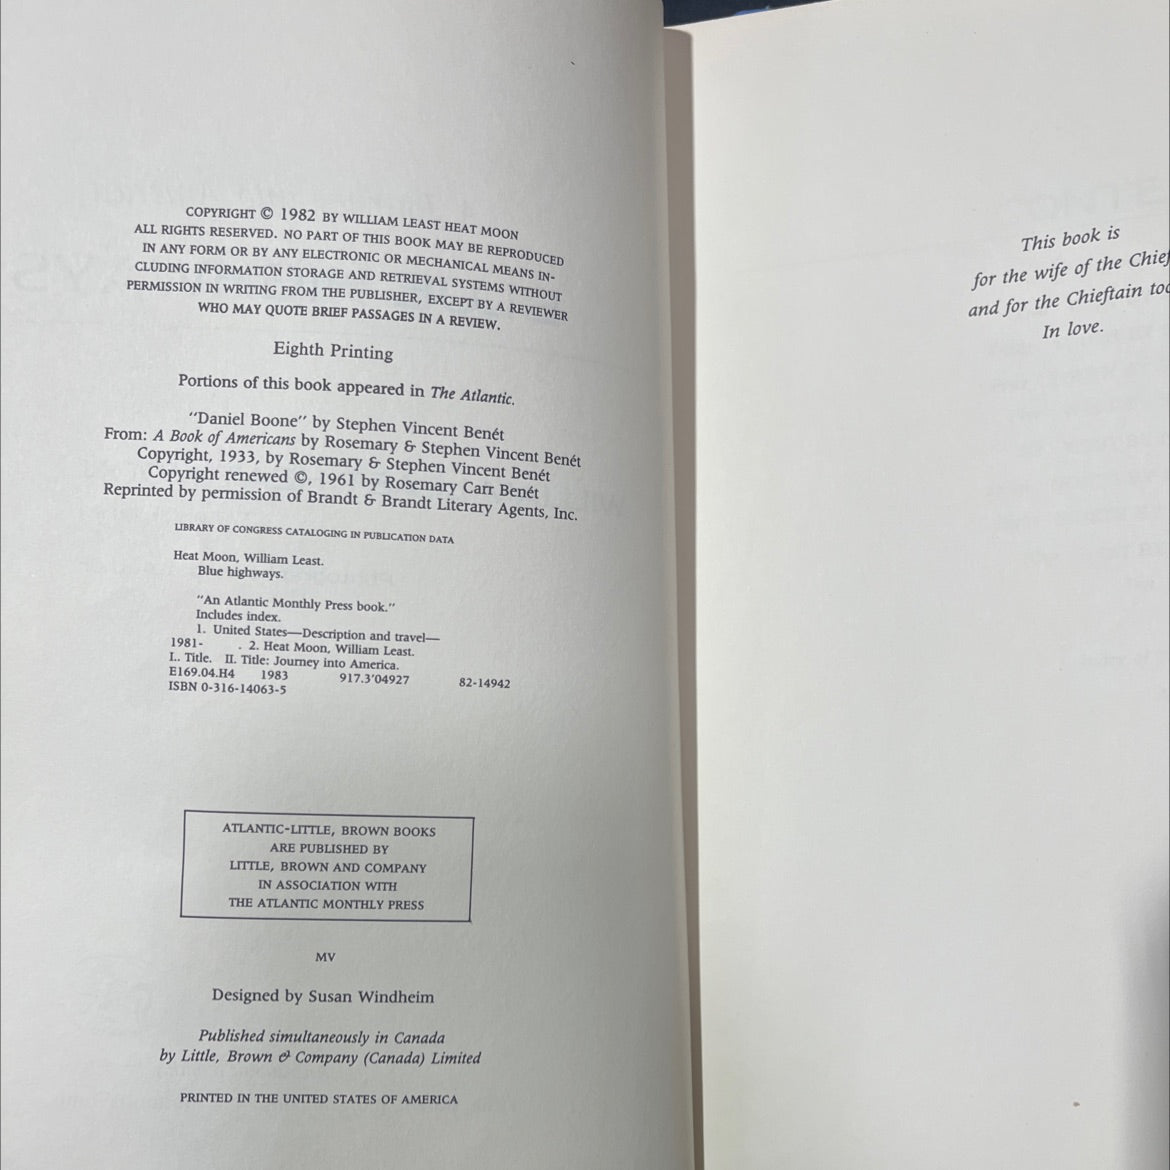 COPYRIGHT © 1982 BY WILLIAM LEAST HEAT MOON
ALL RIGHTS RESERVED. NO PART OF THIS BOOK MAY BE REPRODUCED
IN ANY FORM OR BY ANY ELECTRONIC OR MECHANICAL MEANS IN-
CLUDING INFORMATION STORAGE AND RETRIEVAL SYSTEMS WITHOUT
PERMISSION IN WRITING FROM THE PUBLISHER, EXCEPT BY A REVIEWER
WHO MAY QUOTE BRIEF PASSAGES IN A REVIEW.
Eighth Printing
Portions of this book appeared in The Atlantic.
"Daniel Boone" by Stephen Vincent Benét
From: A Book of Americans by Rosemary & Stephen Vincent Benét
Copyright, 1933, by Rosemary & Stephen Vincent Benét
Copyright renewed ©, 1961 by Rosemary Carr Benét
Reprinted by permission of Brandt & Brandt Literary Agents, Inc.
LIBRARY OF CONGRESS CATALOGING IN PUBLICATION DATA
Heat Moon, William Least.
Blue highways.
"An Atlantic Monthly Press book."
Includes index.
1. United States—Description and travel—
1981- . 2. Heat Moon, William Least.
I.. Title. II. Title: Journey into America.
E169.04.H4 1983 917.3'04927 82-14942
ISBN 0-316-14063-5
ATLANTIC-LITTLE, BROWN BOOKS
ARE PUBLISHED BY
LITTLE, BROWN AND COMPANY
IN ASSOCIATION WITH
THE ATLANTIC MONTHLY PRESS
MV
Designed by Susan Windheim
Published simultaneously in Canada
by Little, Brown & Company (Canada) Limited
PRINTED IN THE UNITED STATES OF AMERICA
This book is
for the wife of the
and for the Chieftain
In love.